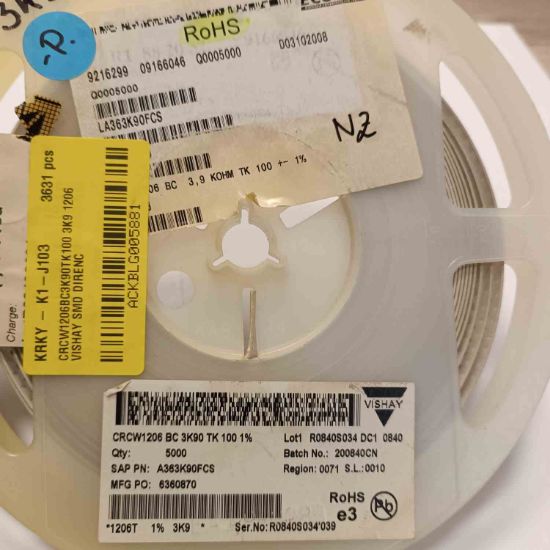 -P.
RoHS
9216299 09166046 Q0005000 D03102008
Q0005000
LA363K90FCS
NZ
206 BC 3,9 KOHM TK 100 +- 1%
KRKY - K1-J103 3631 pcs
CRCW1206BC3K90TK100 3K9 1206
VISHAY SMD DIRENC
ACKBLG005881
Charge:
VISHAY
CRCW1206 BC 3K90 TK 100 1% Lot1 R0840S034 DC1 0840
Qty: 5000 Batch No.: 200840CN
SAP PN: A363K90FCS Region: 0071 S.L.:0010
MFG PO: 6360870
RoHS
e3 Pb
*1206T 1% 3K9 * Ser.No: R0840S034'039